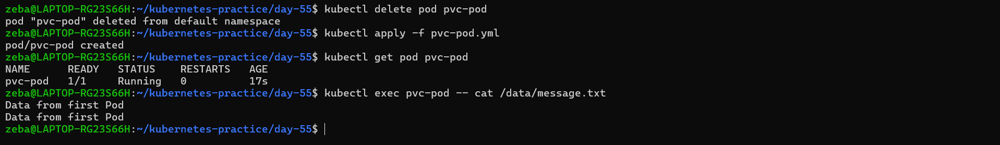 zeba@LAPTOP-RG23S66H:~/kubernetes-practice/day-55$ kubectl delete pod pvc-pod
pod "pvc-pod" deleted from default namespace
zeba@LAPTOP-RG23S66H:~/kubernetes-practice/day-55$ kubectl apply -f pvc-pod.yml
pod/pvc-pod created
zeba@LAPTOP-RG23S66H:~/kubernetes-practice/day-55$ kubectl get pod pvc-pod
NAME      READY   STATUS    RESTARTS   AGE
pvc-pod   1/1     Running   0          17s
zeba@LAPTOP-RG23S66H:~/kubernetes-practice/day-55$ kubectl exec pvc-pod -- cat /data/message.txt
Data from first Pod
Data from first Pod
zeba@LAPTOP-RG23S66H:~/kubernetes-practice/day-55$